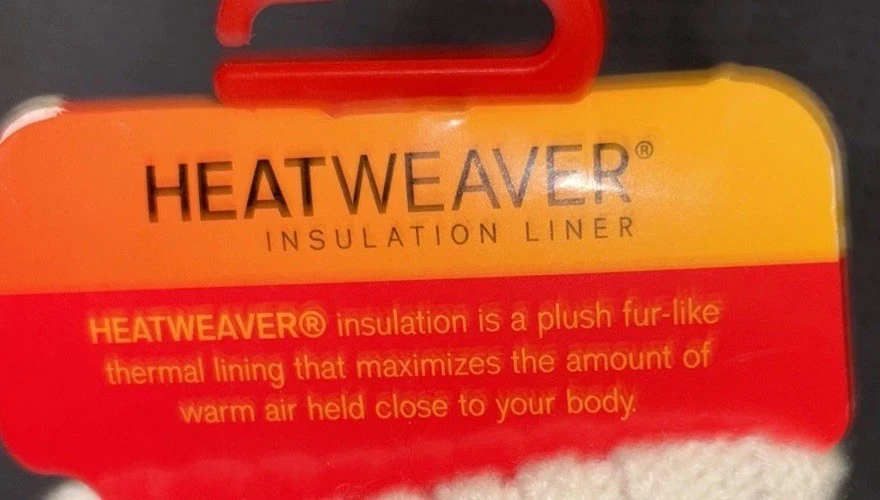 HEATWEAVER®
INSULATION LINER
HEATWEAVER® insulation is a plush fur-like
thermal lining that maximizes the amount of
warm air held close to your body.